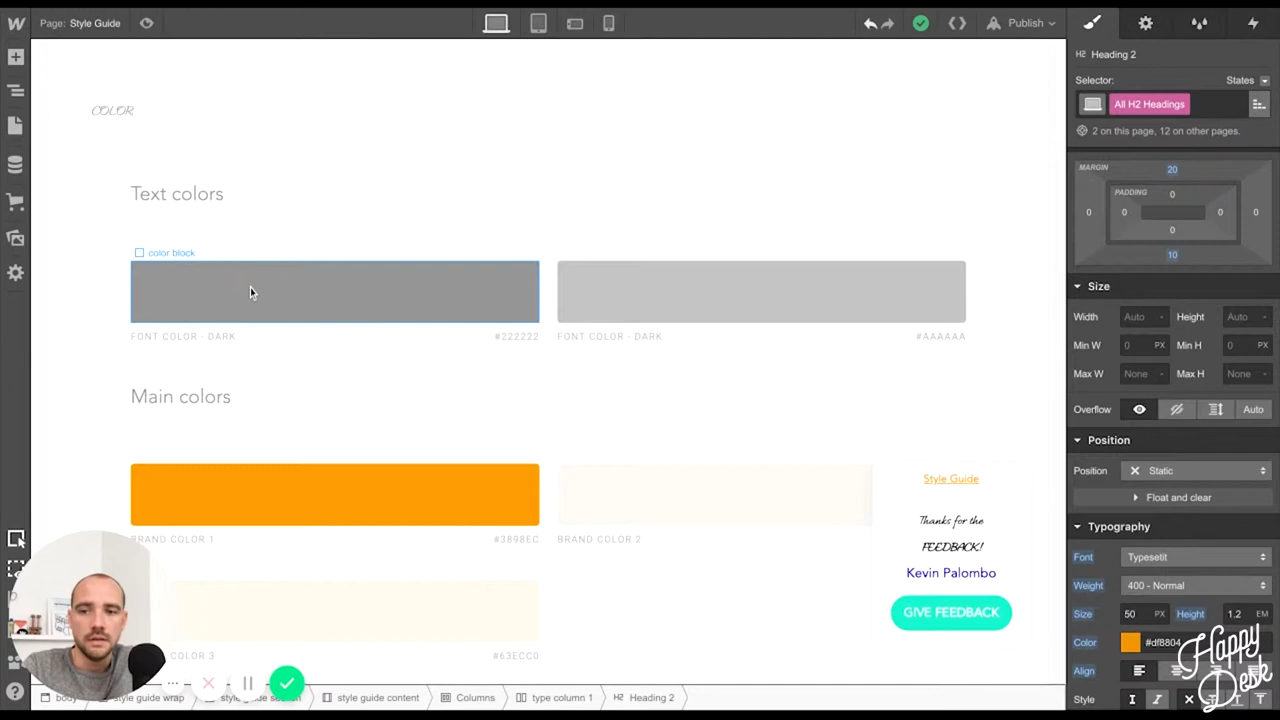 Page: Style Guide
Publish
H2 Heading 2
Selector:
States
All H2 Headings
2 on this page, 12 on other pages.
COLOR
Text colors
color block
FONT COLOR - DARK
#222222
FONT COLOR - DARK
#AAAAAA
Main colors
BRAND COLOR 1
#3898EC
BRAND COLOR 2
COLOR 3
#63ECC0
Style Guide
Thanks for the
FEEDBACK!
Kevin Palombo
GIVE FEEDBACK
MARGIN
20
PADDING
0
0
0
0
0
0
10
Size
Width
Auto
Height
Auto
Min W
0 PX
Min H
0 PX
Max W
None
Max H
None
Overflow
Auto
Position
Position
Static
Float and clear
Typography
Font
Typesetit
Weight
400 - Normal
Size
50 PX
Height
1.2 EM
Color
#df8804
Align
Style
Happy
Desk
body
style guide wrap
style guide content
Columns
type column 1
H2 Heading 2